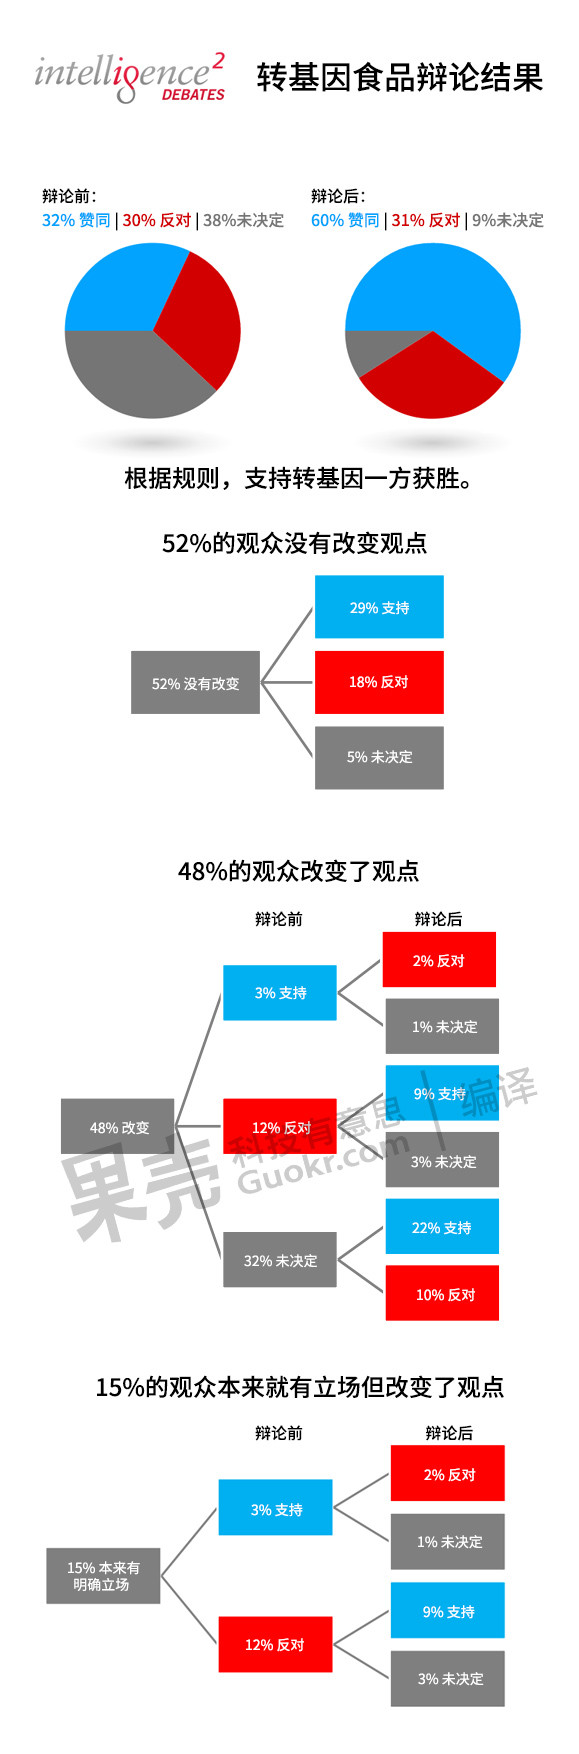 intelligence²
DEBATES
转基因食品辩论结果
辩论前：
32% 赞同 | 30% 反对 | 38%未决定
辩论后：
60% 赞同 | 31% 反对 | 9%未决定
根据规则，支持转基因一方获胜。
52%的观众没有改变观点
29% 支持
52% 没有改变
18% 反对
5% 未决定
48%的观众改变了观点
辩论前
辩论后
2% 反对
3% 支持
1% 未决定
9% 支持
48% 改变
12% 反对
3% 未决定
果壳 科技有意思 | 编译
Guokr.com
22% 支持
32% 未决定
10% 反对
15%的观众本来就有立场但改变了观点
辩论前
辩论后
2% 反对
3% 支持
1% 未决定
15% 本来有
明确立场
9% 支持
12% 反对
3% 未决定